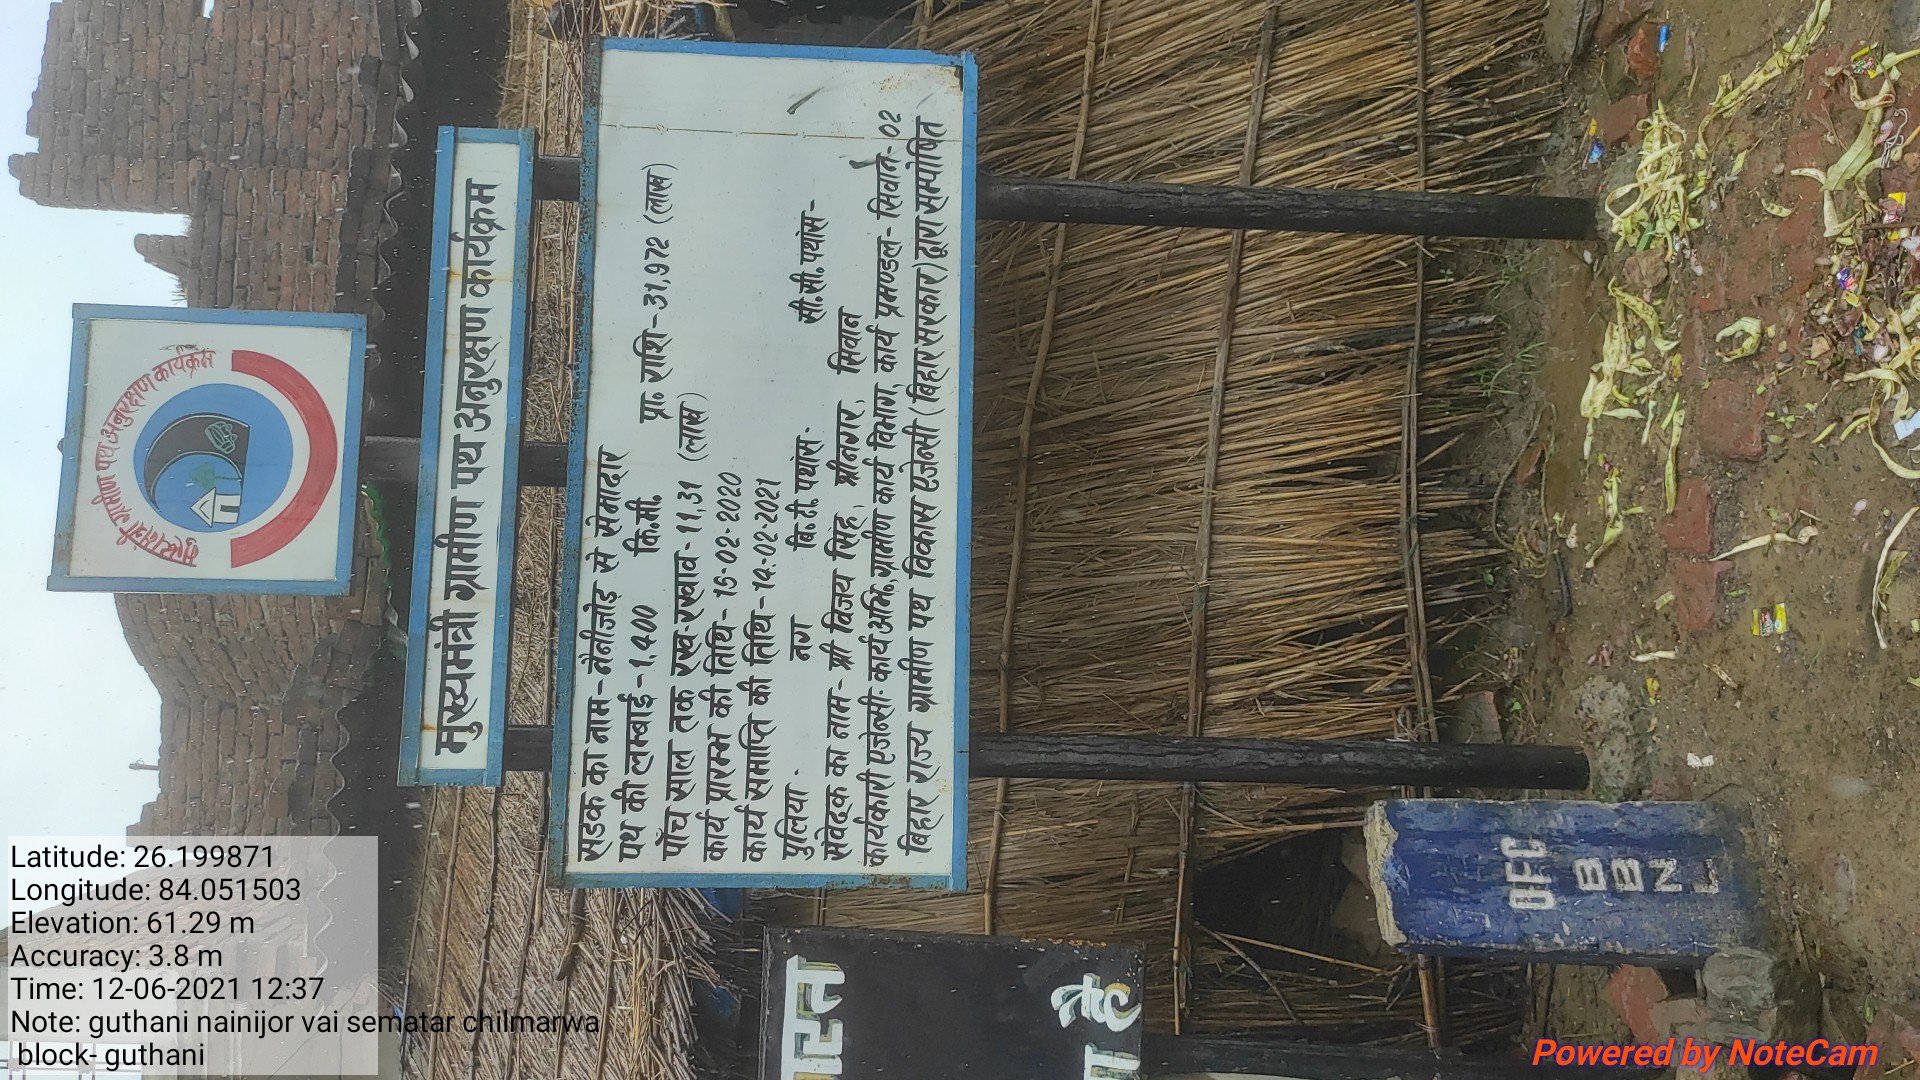 मुख्यमंत्री ग्रामीण पथ अनुरक्षण कार्यक्रम
मुख्यमंत्री ग्रामीण पथ अनुरक्षण कार्यक्रम
सड़क का नाम - नैनीजोड़ से सेमाटार
पथ की लम्बाई - 1.400 कि.मी. प्रा. राशि - 31.972 (लाख)
पाँच साल तक रख-रखाव - 11.31 (लाख)
कार्य प्रारम्भ की तिथि - 15-02-2020
कार्य समाप्ति की तिथि - 14-02-2021
पुलिया - नग बि.टी. पथांस - सी.सी. पथांस -
संवेदक का नाम - श्री विजय सिंह, श्रीनगर, सिवान
कार्यकारी एजेन्सी - कार्य अभि., ग्रामीण कार्य विभाग, कार्य प्रमण्डल - सिवान - 02
बिहार राज्य ग्रामीण पथ विकास एजेन्सी (बिहार सरकार) द्वारा सम्पोषित
OFC
BBNL
Latitude: 26.199871
Longitude: 84.051503
Elevation: 61.29 m
Accuracy: 3.8 m
Time: 12-06-2021 12:37
Note: guthani nainijor vai sematar chilmarwa
block- guthani
Powered by NoteCam